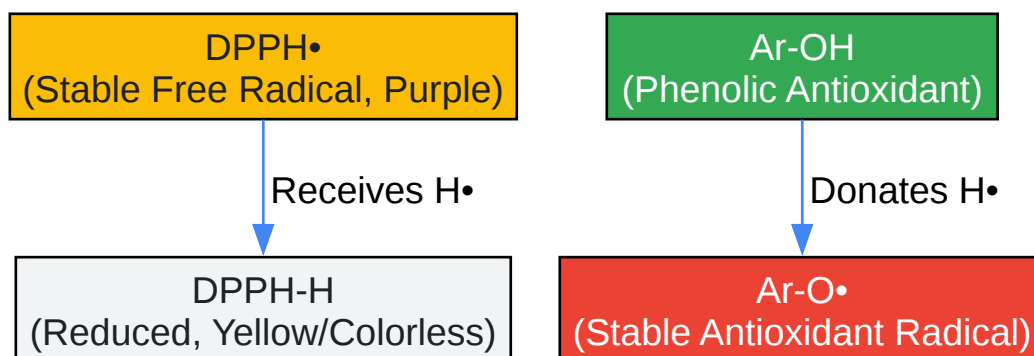 DPPH•
(Stable Free Radical, Purple)
Ar-OH
(Phenolic Antioxidant)
Receives H•
Donates H•
DPPH-H
(Reduced, Yellow/Colorless)
Ar-O•
(Stable Antioxidant Radical)